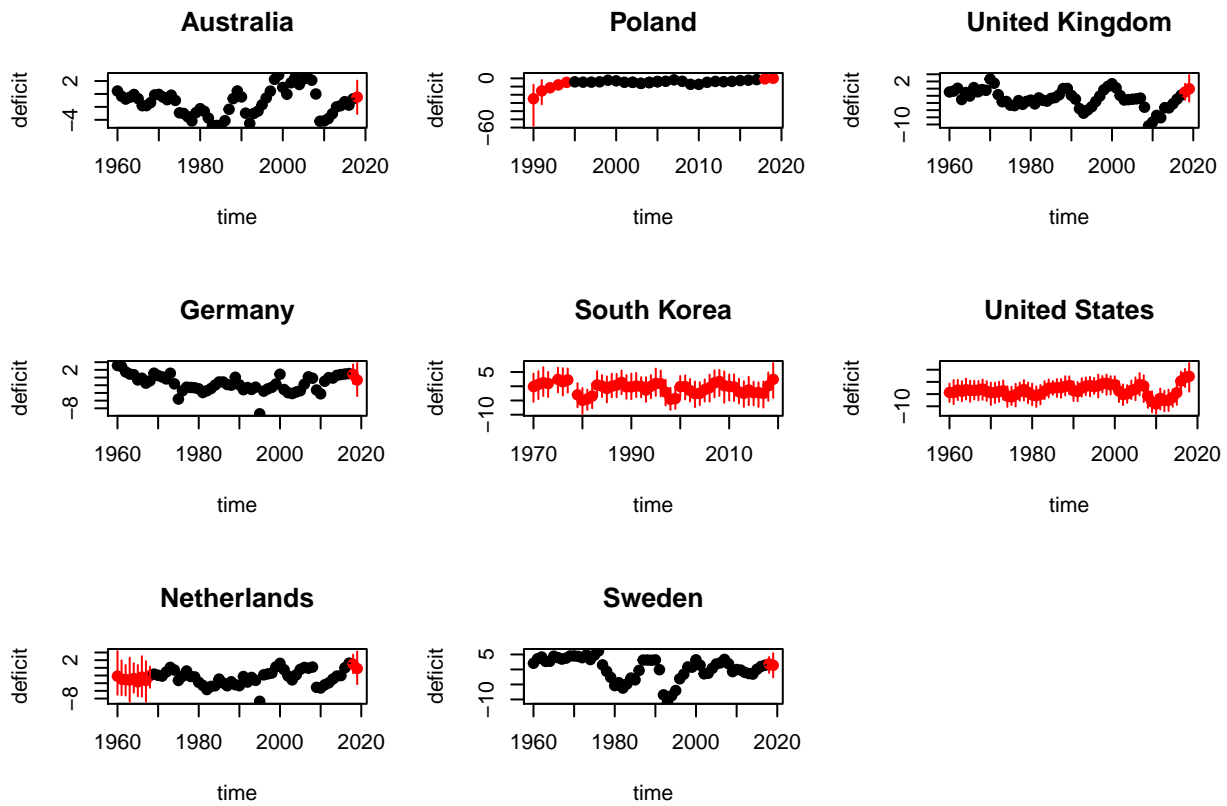 Australia
deficit
2
−4
1960 1980 2000 2020
time
Poland
deficit
0
−60
1990 2000 2010 2020
time
United Kingdom
deficit
2
−10
1960 1980 2000 2020
time
Germany
deficit
2
−8
1960 1980 2000 2020
time
South Korea
deficit
5
−10
1970 1990 2010
time
United States
deficit
−10
1960 1980 2000 2020
time
Netherlands
deficit
2
−8
1960 1980 2000 2020
time
Sweden
deficit
5
−10
1960 1980 2000 2020
time